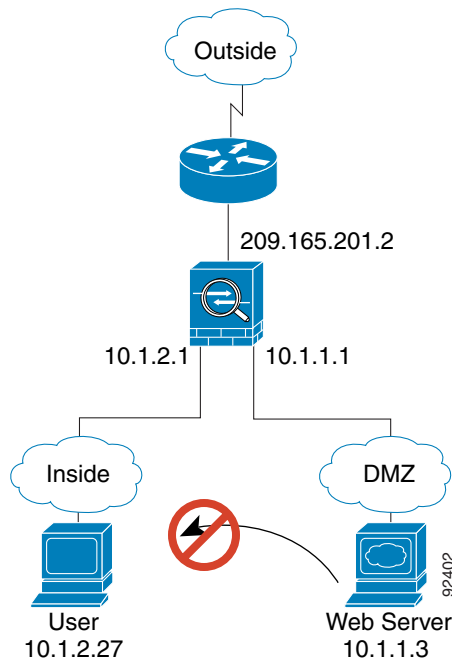 Outside
209.165.201.2
10.1.2.1
10.1.1.1
Inside
DMZ
User
10.1.2.27
Web Server
10.1.1.3
92402